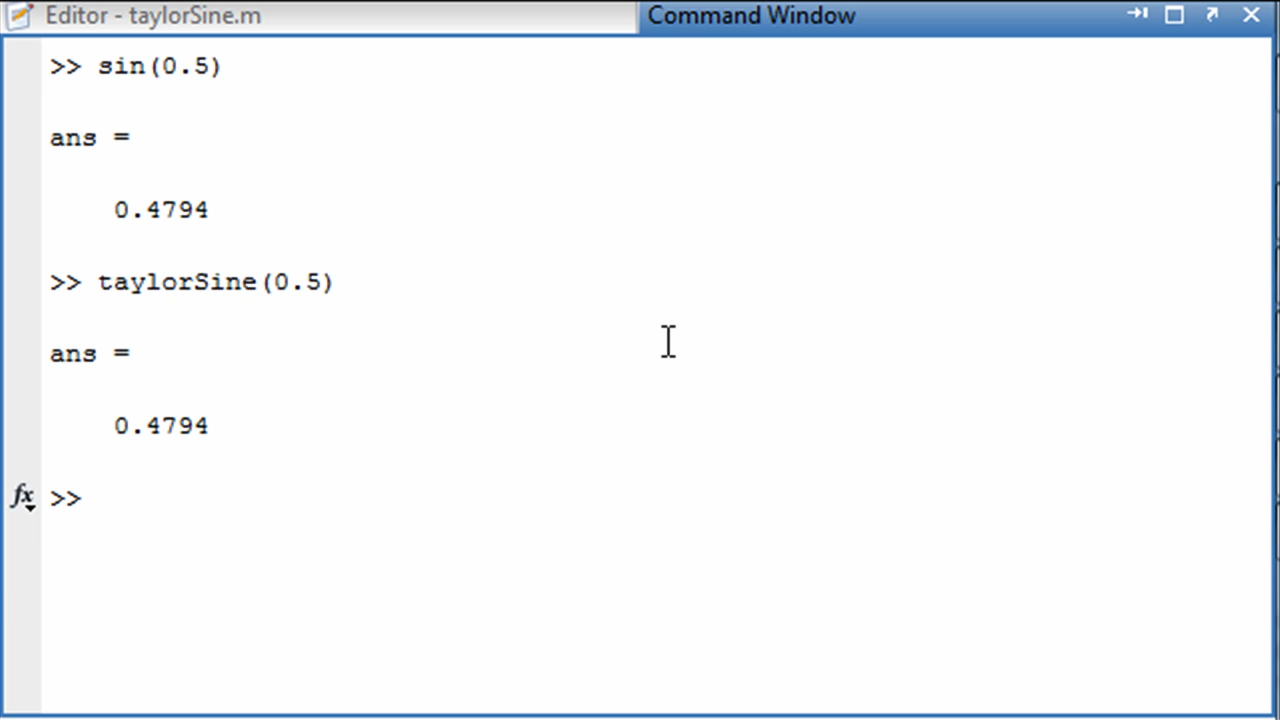 Editor - taylorSine.m
Command Window
>> sin(0.5)
ans =
0.4794
>> taylorSine(0.5)
ans =
0.4794
fx >>